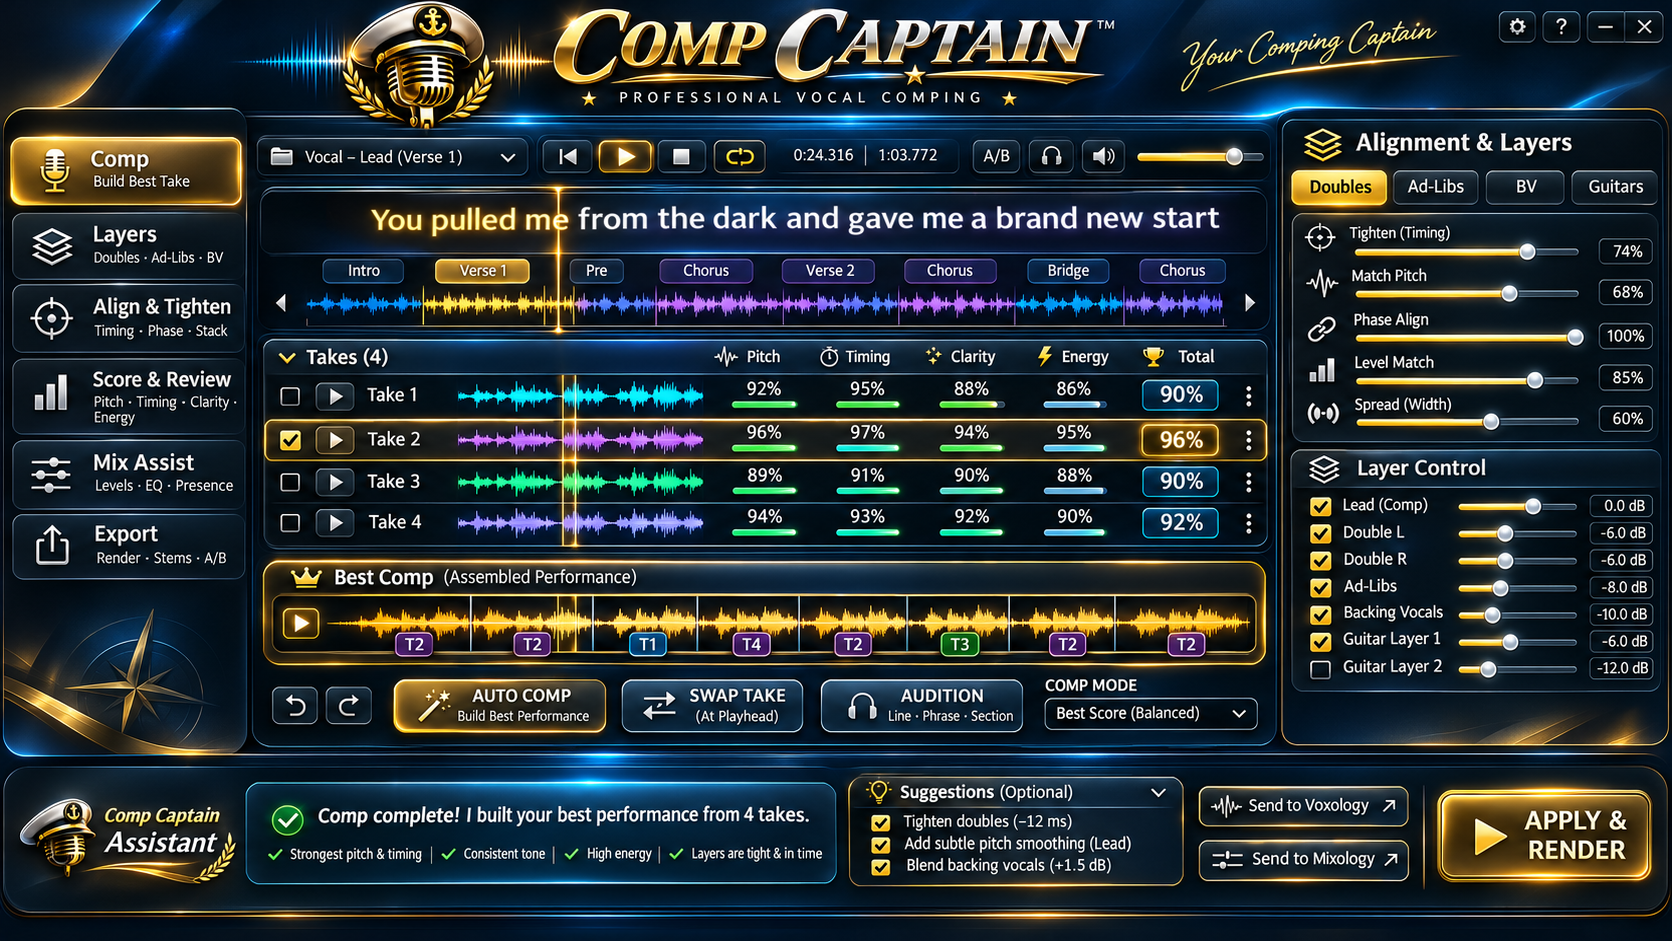 COMP CAPTAIN™
PROFESSIONAL VOCAL COMPING
Your Comping Captain
?
Comp
Build Best Take
Layers
Doubles · Ad-Libs · BV
Align & Tighten
Timing · Phase · Stack
Score & Review
Pitch · Timing · Clarity ·
Energy
Mix Assist
Levels · EQ · Presence
Export
Render · Stems · A/B
Vocal – Lead (Verse 1)
0:24.316 | 1:03.772
A/B
You pulled me from the dark and gave me a brand new start
Intro
Verse 1
Pre
Chorus
Verse 2
Chorus
Bridge
Chorus
Takes (4)
Pitch
Timing
Clarity
Energy
Total
Take 1
92%
95%
88%
86%
90%
Take 2
96%
97%
94%
95%
96%
Take 3
89%
91%
90%
88%
90%
Take 4
94%
93%
92%
90%
92%
Best Comp (Assembled Performance)
T2
T2
T1
T4
T2
T3
T2
T2
AUTO COMP
Build Best Performance
SWAP TAKE
(At Playhead)
AUDITION
Line · Phrase · Section
COMP MODE
Best Score (Balanced)
Alignment & Layers
Doubles
Ad-Libs
BV
Guitars
Tighten (Timing)
74%
Match Pitch
68%
Phase Align
100%
Level Match
85%
Spread (Width)
60%
Layer Control
Lead (Comp)
0.0 dB
Double L
-6.0 dB
Double R
-6.0 dB
Ad-Libs
-8.0 dB
Backing Vocals
-10.0 dB
Guitar Layer 1
-6.0 dB
Guitar Layer 2
-12.0 dB
Comp Captain
Assistant
Comp complete! I built your best performance from 4 takes.
Strongest pitch & timing | Consistent tone | High energy | Layers are tight & in time
Suggestions (Optional)
Tighten doubles (–12 ms)
Add subtle pitch smoothing (Lead)
Blend backing vocals (+1.5 dB)
Send to Voxology
Send to Mixology
APPLY &
RENDER